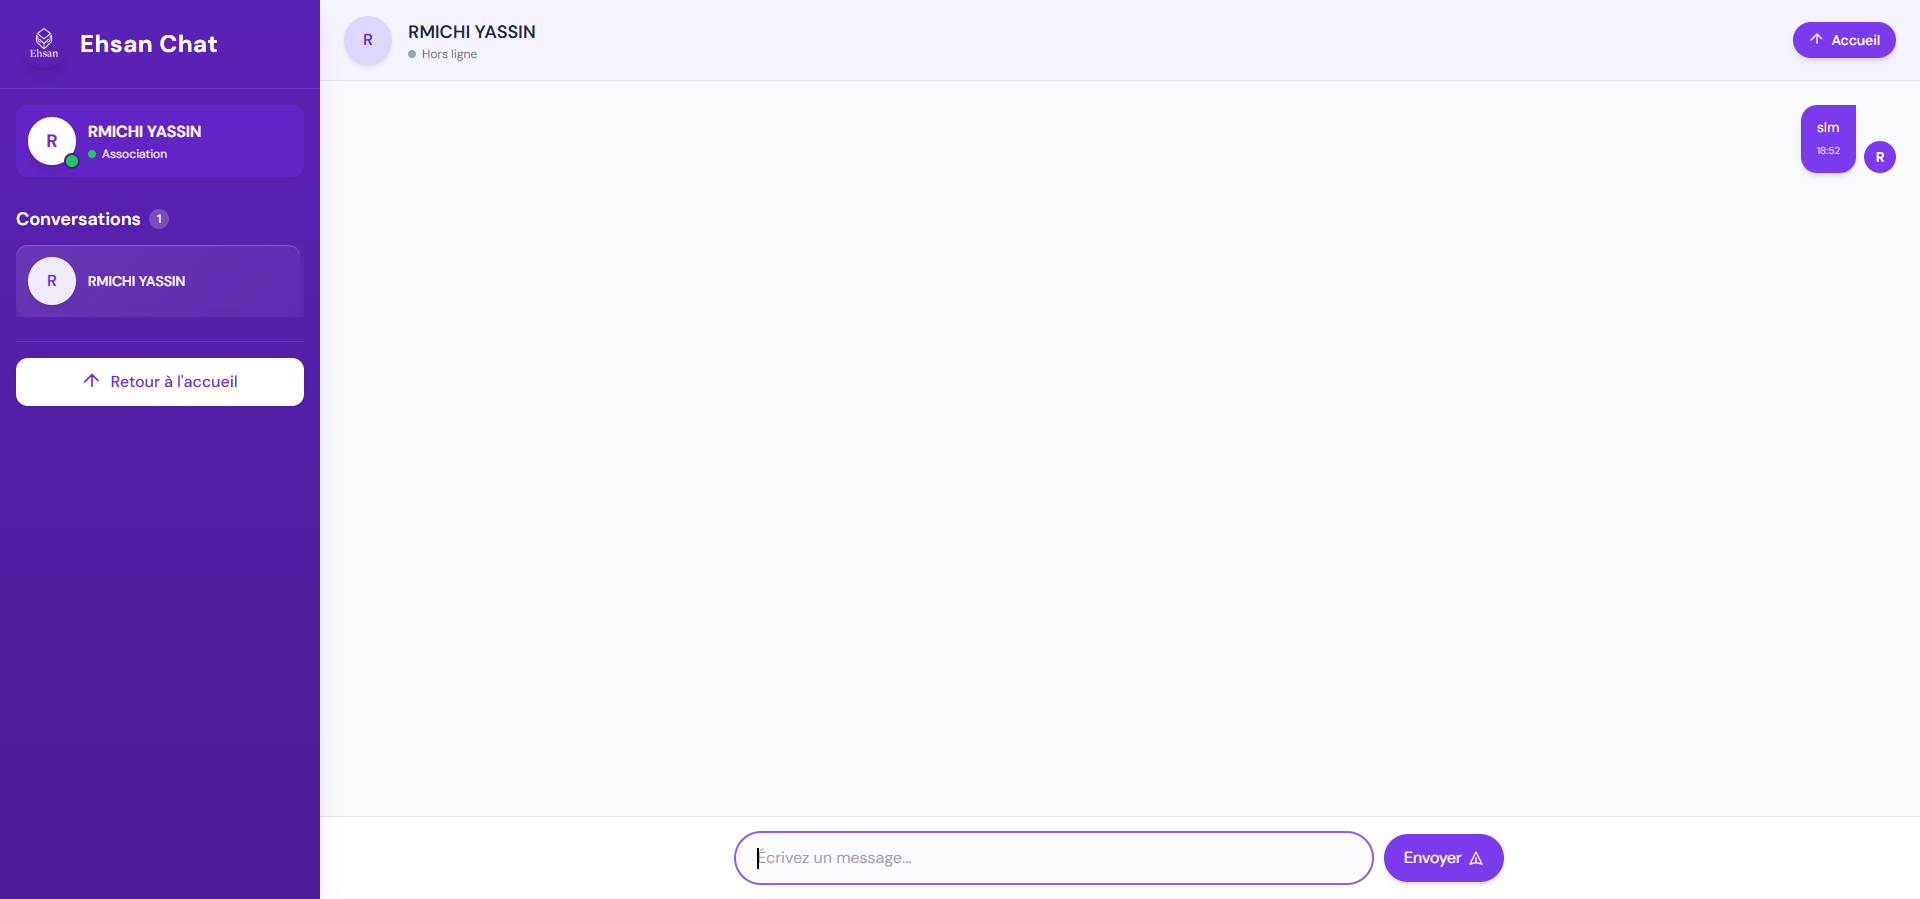 Ehsan
Ehsan Chat
R
RMICHI YASSIN
Association
Conversations 1
R
RMICHI YASSIN
Retour à l'accueil
R
RMICHI YASSIN
Hors ligne
Accueil
slm
18:52
R
Écrivez un message...
Envoyer